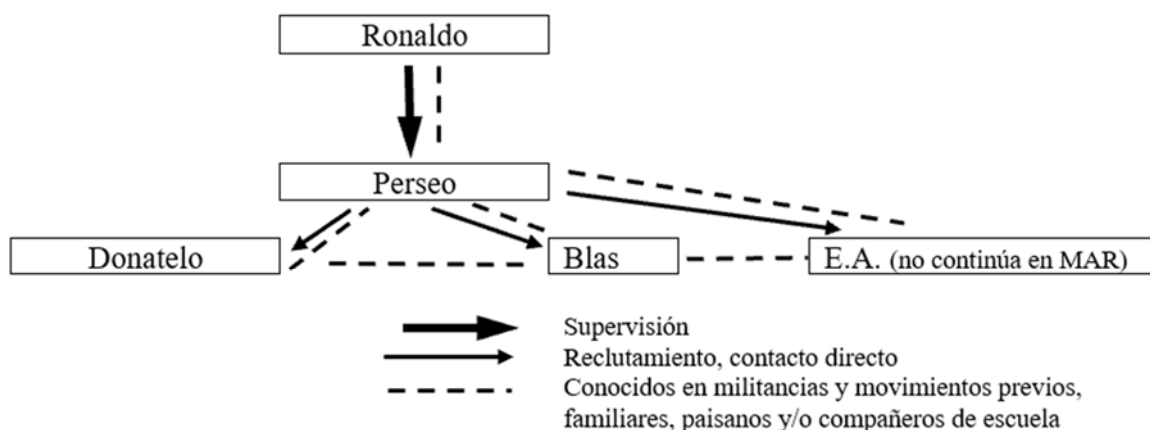 Ronaldo
Perseo
Donatelo
Blas
E.A. (no continúa en MAR)
Supervisión
Reclutamiento, contacto directo
Conocidos en militancias y movimientos previos,
familiares, paisanos y/o compañeros de escuela